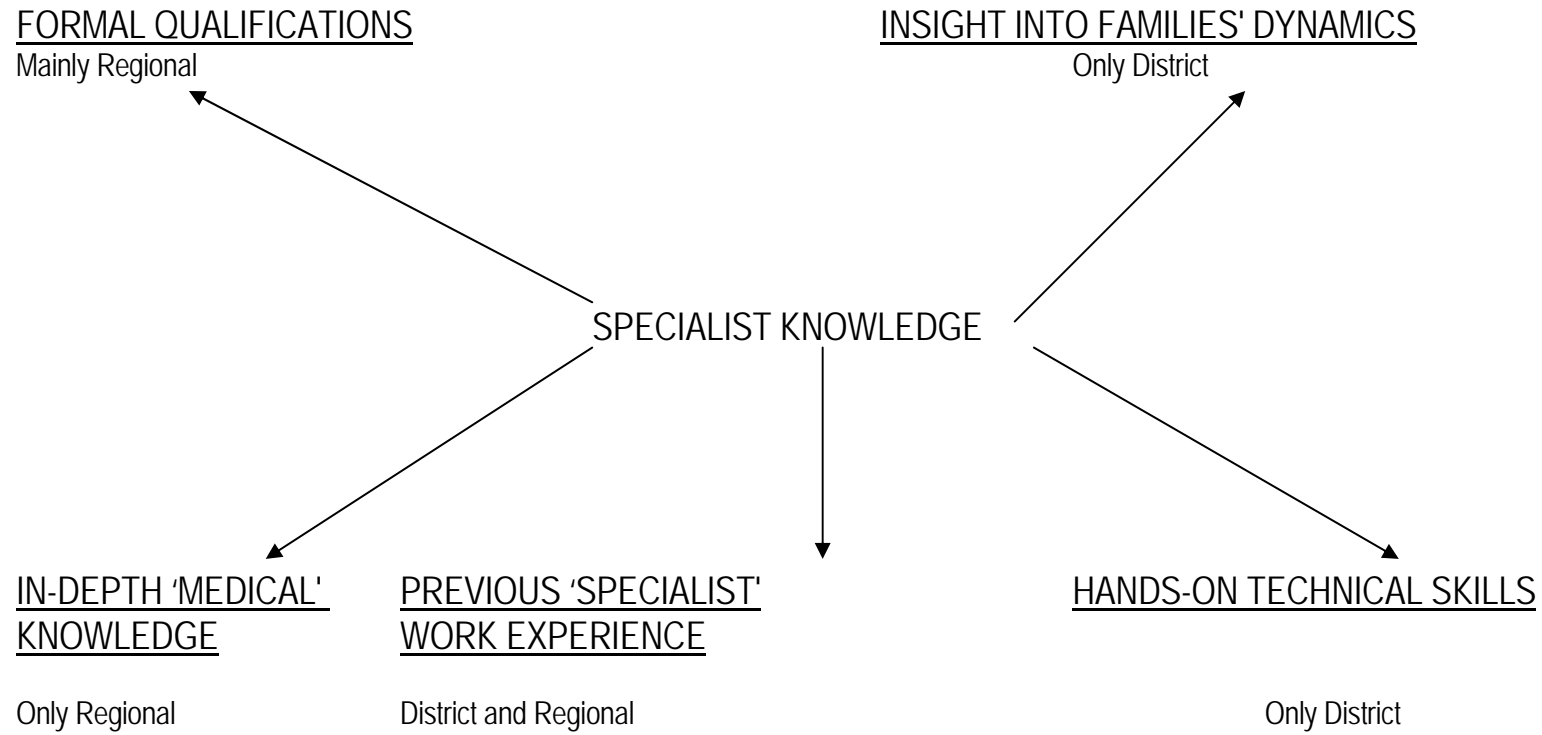 FORMAL QUALIFICATIONS
Mainly Regional
INSIGHT INTO FAMILIES' DYNAMICS
Only District
SPECIALIST KNOWLEDGE
IN-DEPTH ‘MEDICAL'
KNOWLEDGE
Only Regional
PREVIOUS ‘SPECIALIST'
WORK EXPERIENCE
District and Regional
HANDS-ON TECHNICAL SKILLS
Only District